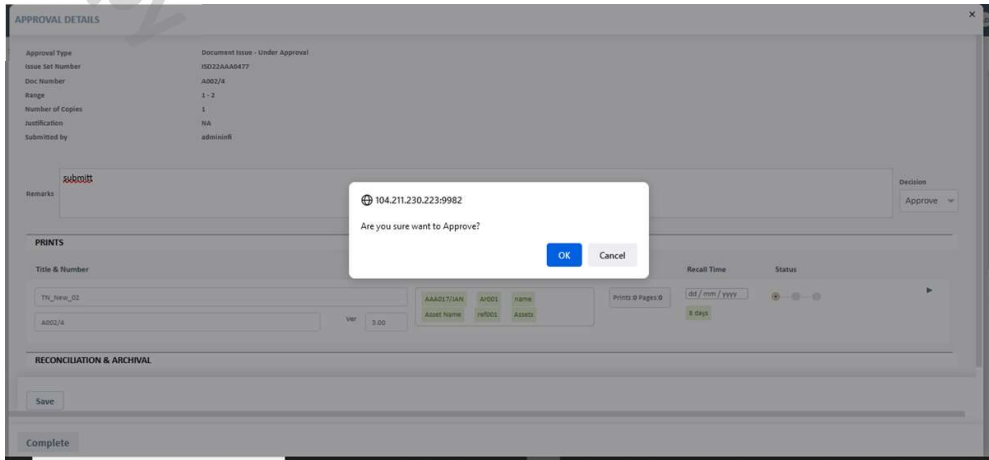 APPROVAL DETAILS ×
Approval Type Document Issue - Under Approval
Issue Set Number ISD22AAA0477
Doc Number A002/4
Range 1 - 2
Number of Copies 1
Justification NA
Submitted by admininfi
submitt
Remarks
Decision
Approve
104.211.230.223:9982
Are you sure want to Approve?
OK Cancel
PRINTS
Title & Number Recall Time Status
TN_New_02 AAA017/JAN Ar001 name Prints:0 Pages:0 dd / mm / yyyy
Asset Name ref001 Assets 8 days
A002/4 Ver 3.00
RECONCILIATION & ARCHIVAL
Save
Complete